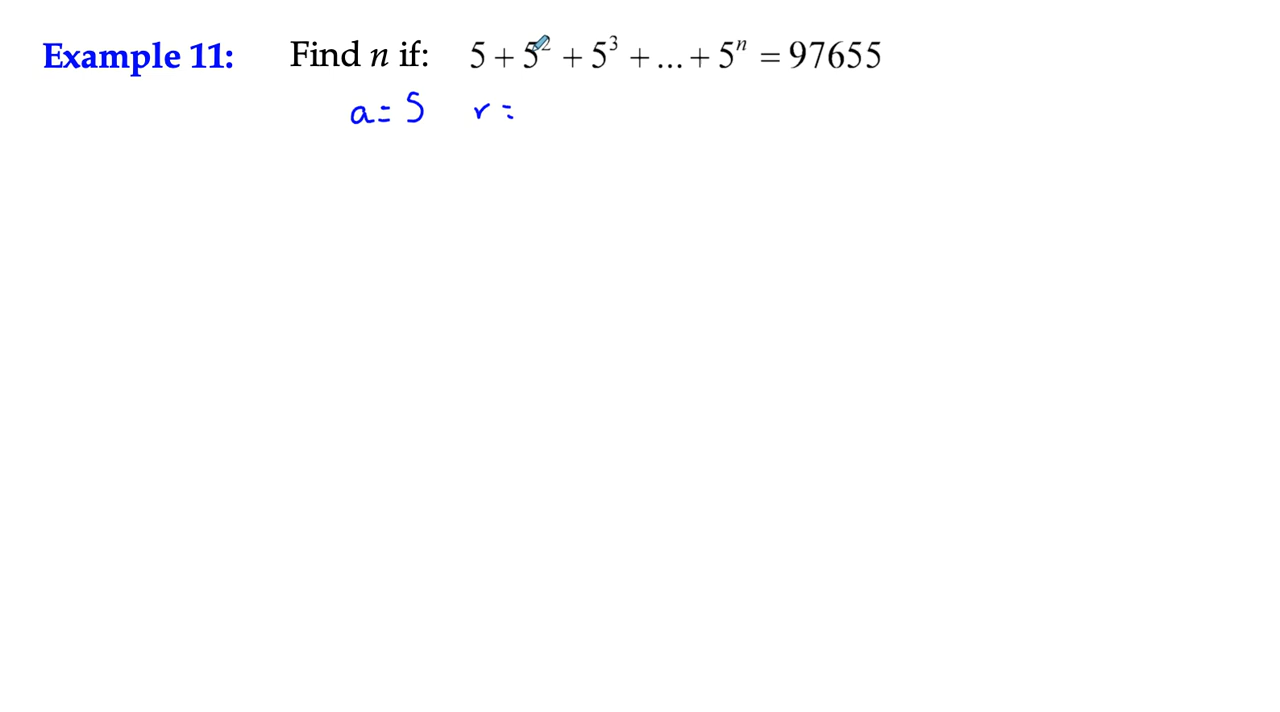 Example 11: Find n if: 5 + 5² + 5³ + ... + 5ⁿ = 97655
a = 5 r =